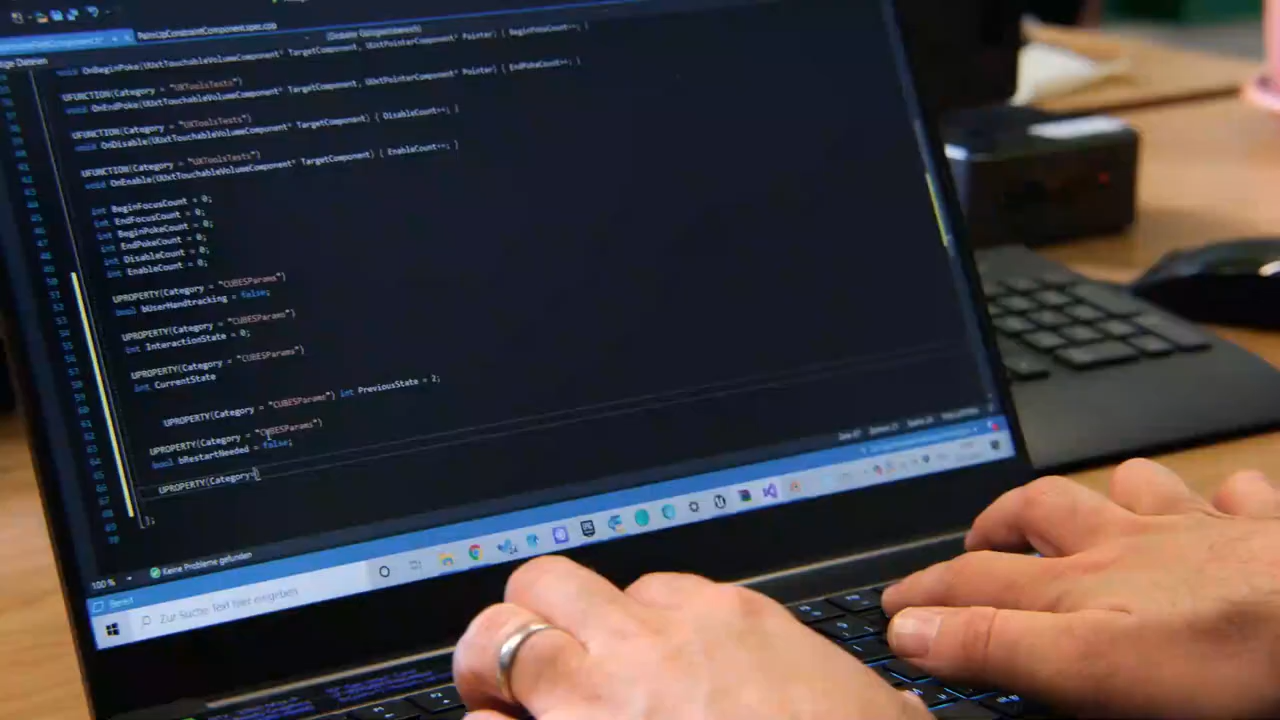 PalmUpConstraintComponentSpec.cpp
void OnBeginPoke(UUxtTouchableVolumeComponent* TargetComponent, UUxtPointerComponent* Pointer) { BeginPokeCount++; }
UFUNCTION(Category = "UXToolsTests")
void OnEndPoke(UUxtTouchableVolumeComponent* TargetComponent, UUxtPointerComponent* Pointer) { EndPokeCount++; }
UFUNCTION(Category = "UXToolsTests")
void OnDisable(UUxtTouchableVolumeComponent* TargetComponent) { DisableCount++; }
UFUNCTION(Category = "UXToolsTests")
void OnEnable(UUxtTouchableVolumeComponent* TargetComponent) { EnableCount++; }
int BeginFocusCount = 0;
int EndFocusCount = 0;
int BeginPokeCount = 0;
int EndPokeCount = 0;
int DisableCount = 0;
int EnableCount = 0;
UPROPERTY(Category = "CUBESParams")
bool bUserHandtracking = false;
UPROPERTY(Category = "CUBESParams")
int InteractionState = 0;
UPROPERTY(Category = "CUBESParams")
int CurrentState
UPROPERTY(Category = "CUBESParams") int PreviousState = 2;
UPROPERTY(Category = "CUBESParams")
bool bRestartNeeded = false;
UPROPERTY(Category=
};
100 % Keine Probleme gefunden
Bereit
Zur Suche Text hier eingeben